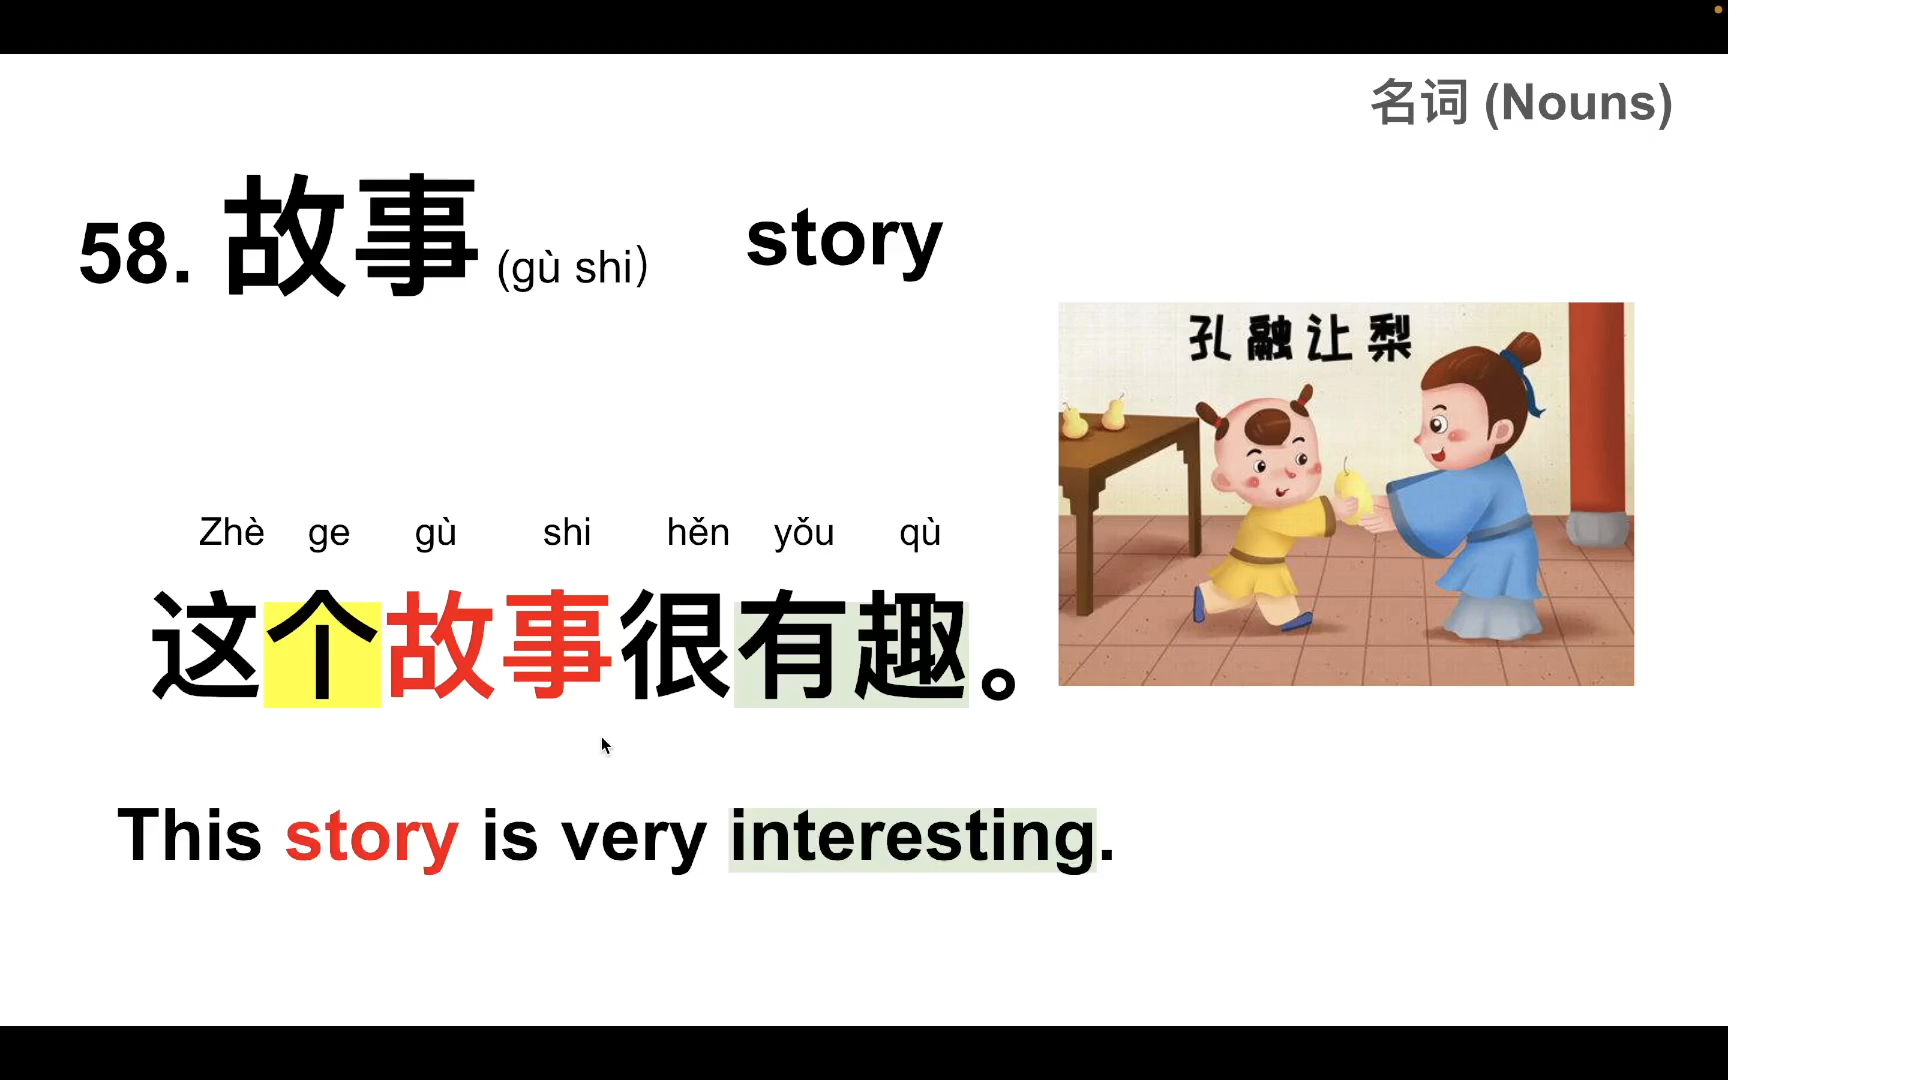 名词 (Nouns)
58. 故事 (gù shi) story
孔融让梨
Zhè ge gù shi hěn yǒu qù
这个故事很有趣。
This story is very interesting.